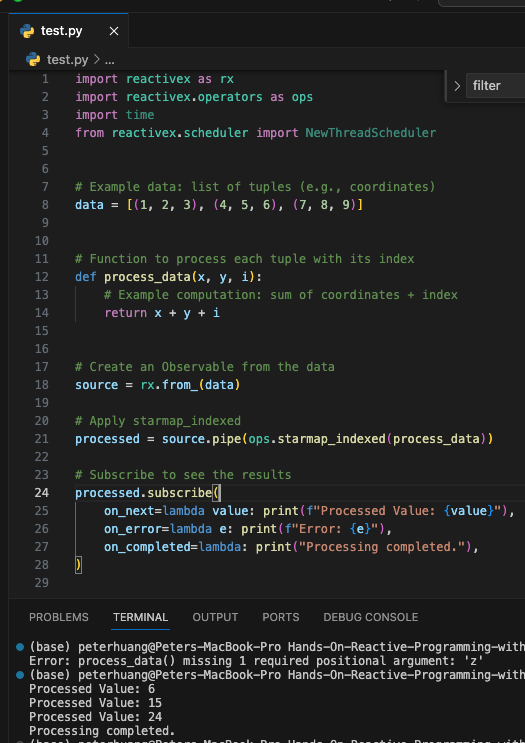 test.py
test.py > ...
> filter
1 import reactivex as rx
2 import reactivex.operators as ops
3 import time
4 from reactivex.scheduler import NewThreadScheduler
5
6
7 # Example data: list of tuples (e.g., coordinates)
8 data = [(1, 2, 3), (4, 5, 6), (7, 8, 9)]
9
10
11 # Function to process each tuple with its index
12 def process_data(x, y, i):
13     # Example computation: sum of coordinates + index
14     return x + y + i
15
16
17 # Create an Observable from the data
18 source = rx.from_(data)
19
20 # Apply starmap_indexed
21 processed = source.pipe(ops.starmap_indexed(process_data))
22
23 # Subscribe to see the results
24 processed.subscribe(
25     on_next=lambda value: print(f"Processed Value: {value}"),
26     on_error=lambda e: print(f"Error: {e}"),
27     on_completed=lambda: print("Processing completed."),
28 )
29
PROBLEMS TERMINAL OUTPUT PORTS DEBUG CONSOLE
(base) peterhuang@Peters-MacBook-Pro Hands-On-Reactive-Programming-with
Error: process_data() missing 1 required positional argument: 'z'
(base) peterhuang@Peters-MacBook-Pro Hands-On-Reactive-Programming-with
Processed Value: 6
Processed Value: 15
Processed Value: 24
Processing completed.